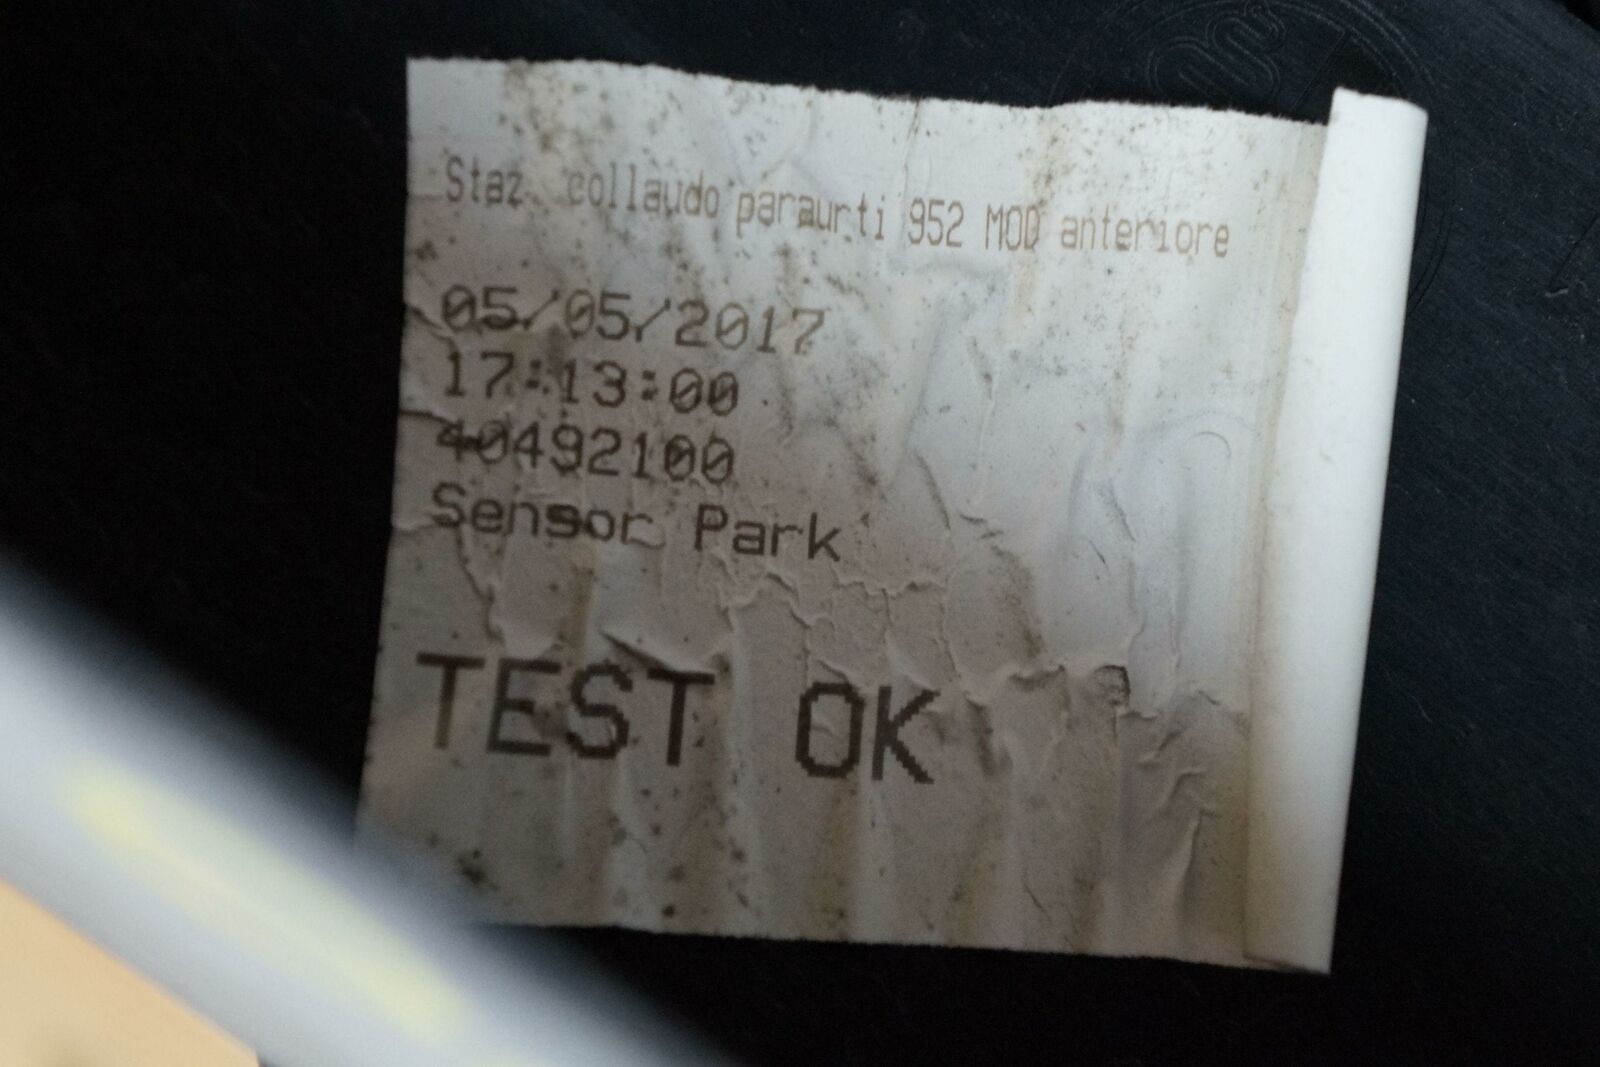 Staz. collaudo paraurti 952 MOD anteriore
05/05/2017
17:13:00
40492100
Sensor Park
TEST OK